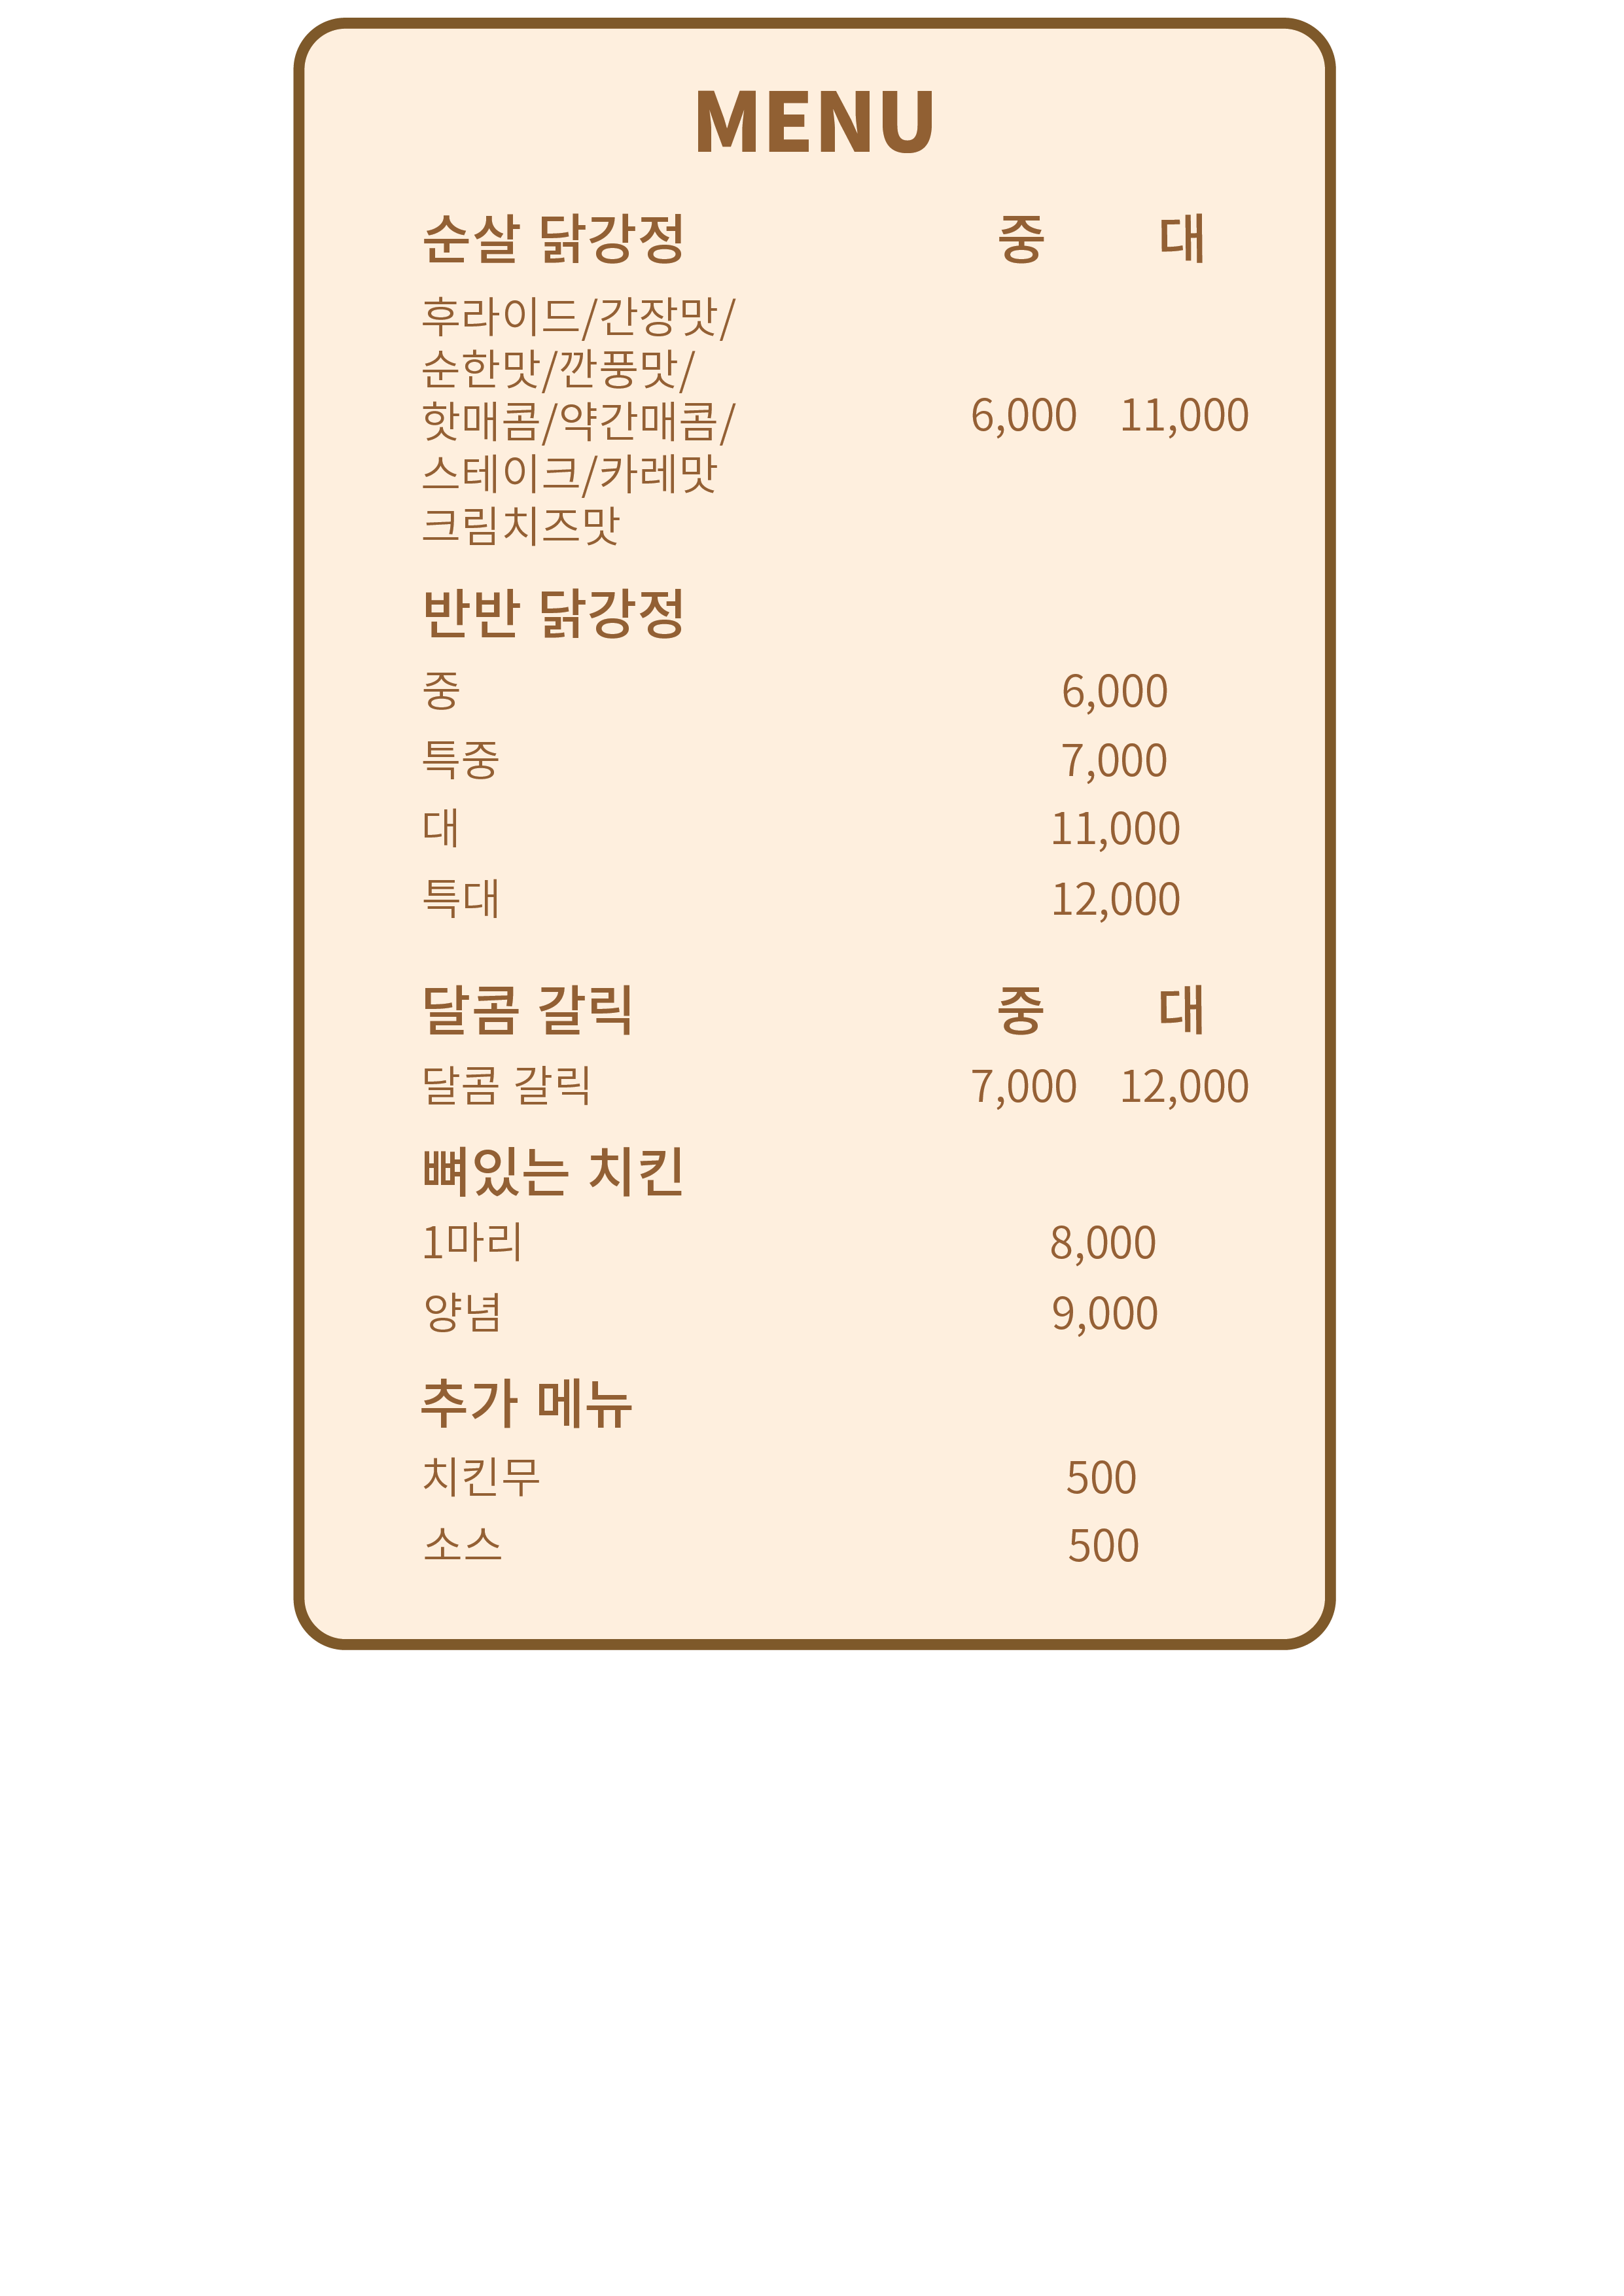 MENU
순살 닭강정 중 대
후라이드/간장맛/
순한맛/깐풍맛/
핫매콤/약간매콤/ 6,000 11,000
스테이크/카레맛
크림치즈맛
반반 닭강정
중 6,000
특중 7,000
대 11,000
특대 12,000
달콤 갈릭 중 대
달콤 갈릭 7,000 12,000
뼈있는 치킨
1마리 8,000
양념 9,000
추가 메뉴
치킨무 500
소스 500